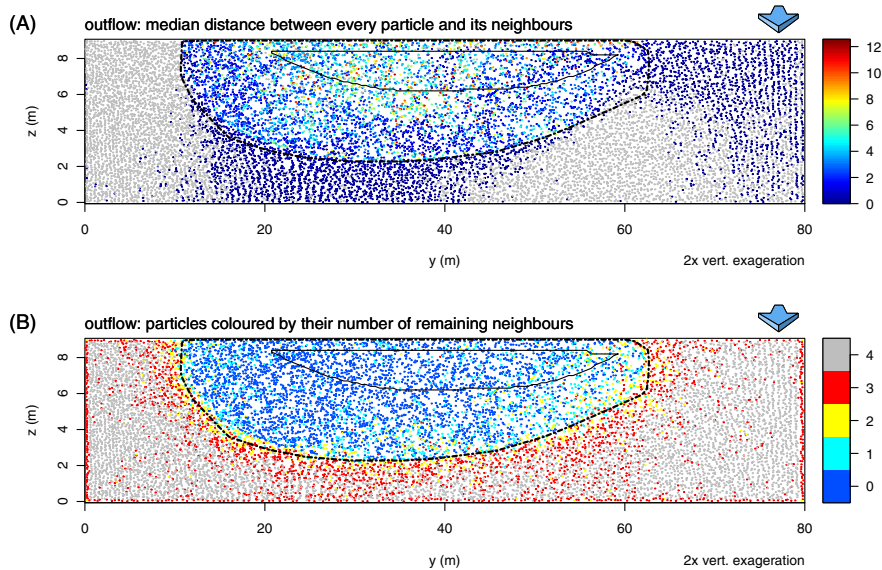 (A)
outflow: median distance between every particle and its neighbours
z (m)
8
6
4
2
0
0 20 40 60 80
y (m)
2x vert. exageration
12
10
8
6
4
2
0
(B)
outflow: particles coloured by their number of remaining neighbours
z (m)
8
6
4
2
0
0 20 40 60 80
y (m)
2x vert. exageration
4
3
2
1
0